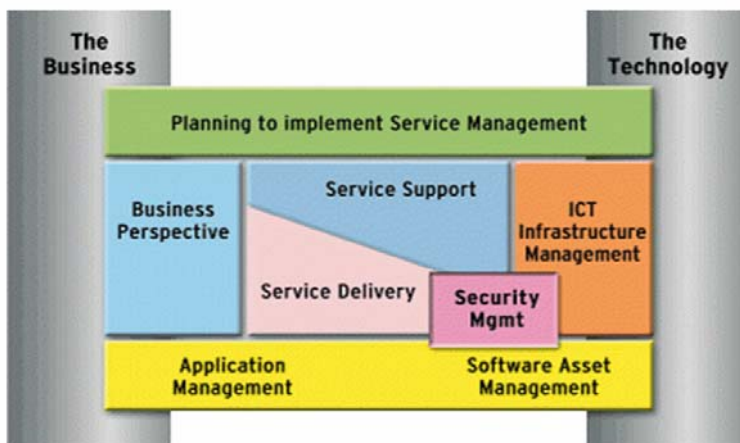 The
Business
The
Technology
Planning to implement Service Management
Business
Perspective
Service Support
ICT
Infrastructure
Management
Service Delivery
Security
Mgmt
Application
Management
Software Asset
Management